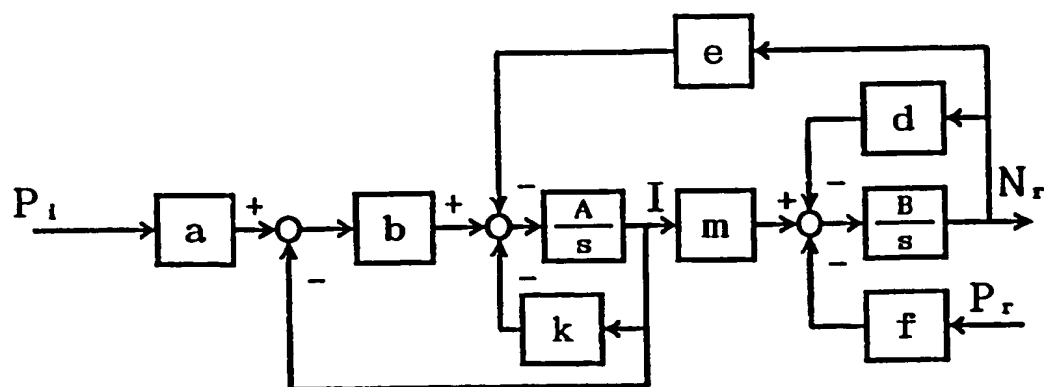 e
d
P_i + a + - b + - - A/s I m + - - B/s N_r
k
f P_r